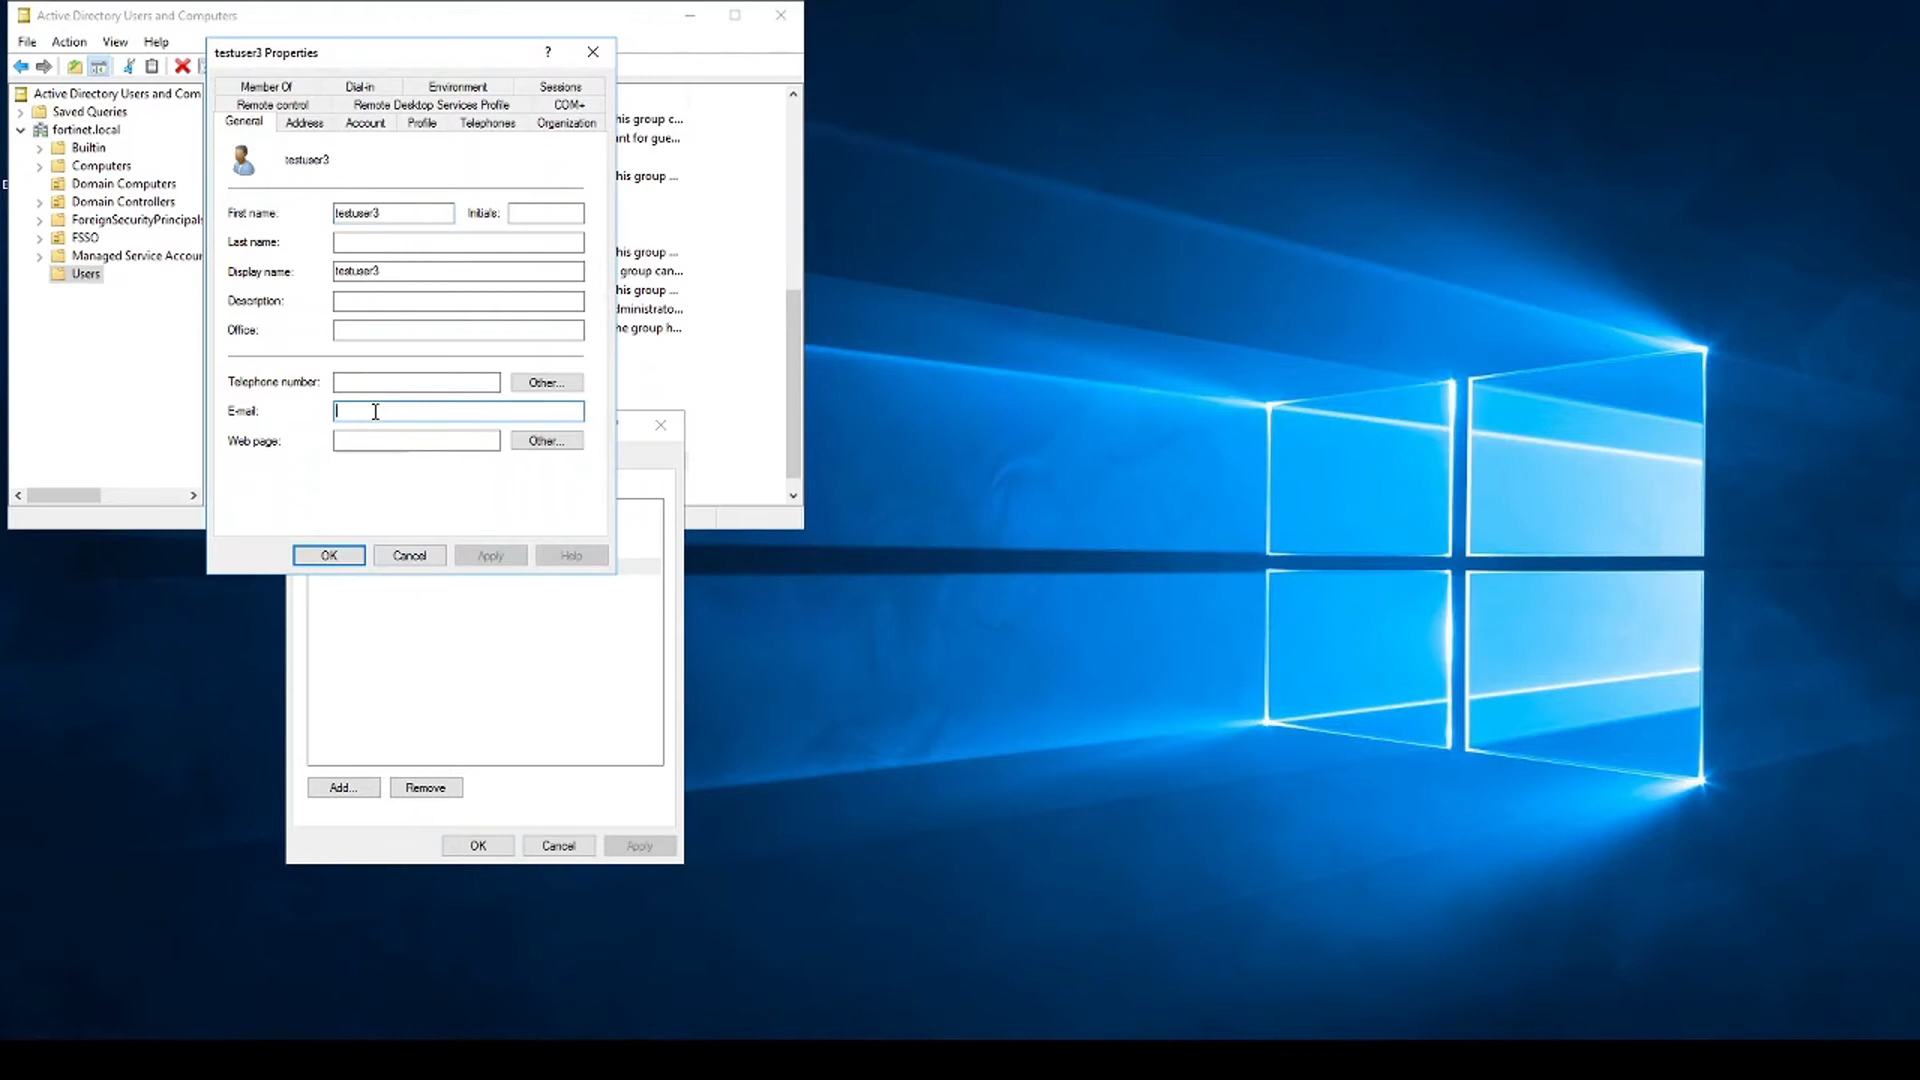 Active Directory Users and Computers
File Action View Help
testuser3 Properties
?
Member Of Dial-in Environment Sessions
Remote control Remote Desktop Services Profile COM+
General Address Account Profile Telephones Organization
Active Directory Users and Com
Saved Queries
fortinet.local
Builtin
Computers
Domain Computers
Domain Controllers
ForeignSecurityPrincipals
FSSO
Managed Service Accour
Users
testuser3
First name: testuser3 Initials:
Last name:
Display name: testuser3
Description:
Office:
Telephone number: Other...
E-mail:
Web page: Other...
OK Cancel Apply Help
his group c...
nt for gue...
his group ...
his group ...
group can...
his group ...
dministrato...
he group h...
Add... Remove
OK Cancel Apply